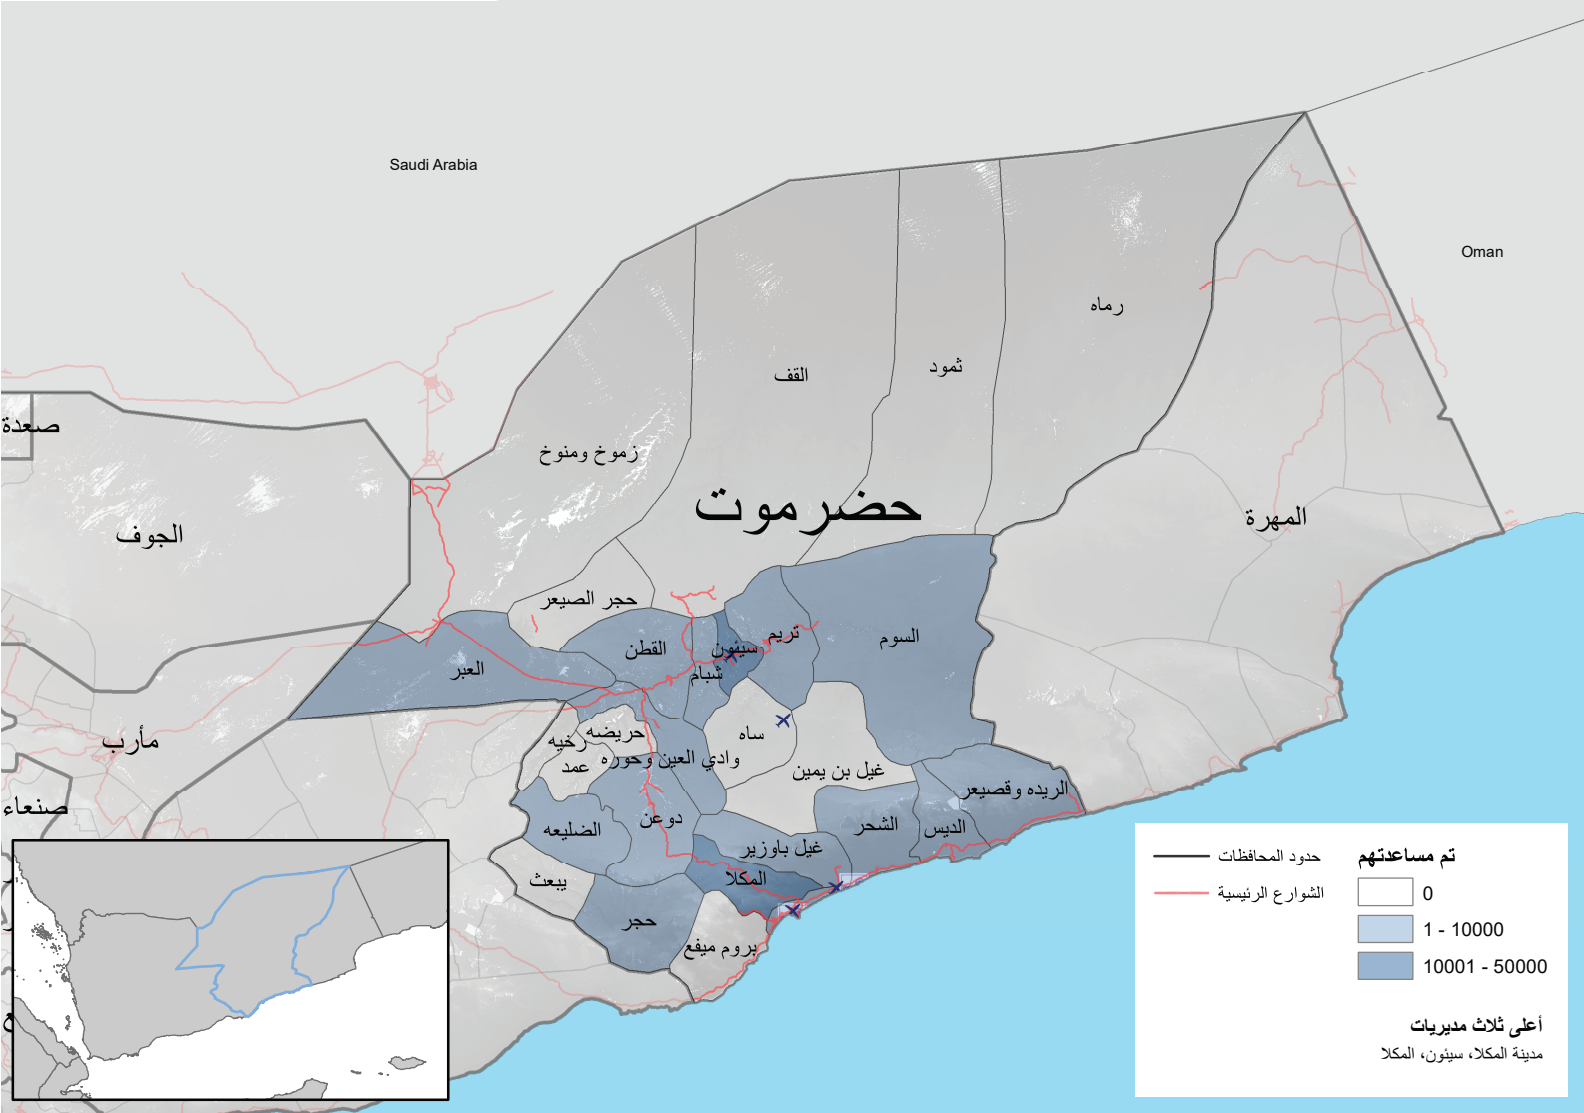 Saudi Arabia
Oman
رماه
ثمود
القف
زموخ ومنوخ
صعدة
حضرموت
المهرة
الجوف
حجر الصيعر
السوم
تريم
سيئون
القطن
شبام
العبر
مأرب
ساه
حريضه
رخيه
وادي العين وحوره
عمد
غيل بن يمين
الريده وقصيعر
صنعاء
دوعن
الضليعه
الشحر
الديس
غيل باوزير
المكلا
يبعث
حجر
بروم ميفع
تم مساعدتهم
0
1 - 10000
10001 - 50000
حدود المحافظات
الشوارع الرئيسية
أعلى ثلاث مديريات
مدينة المكلا، سيئون، المكلا